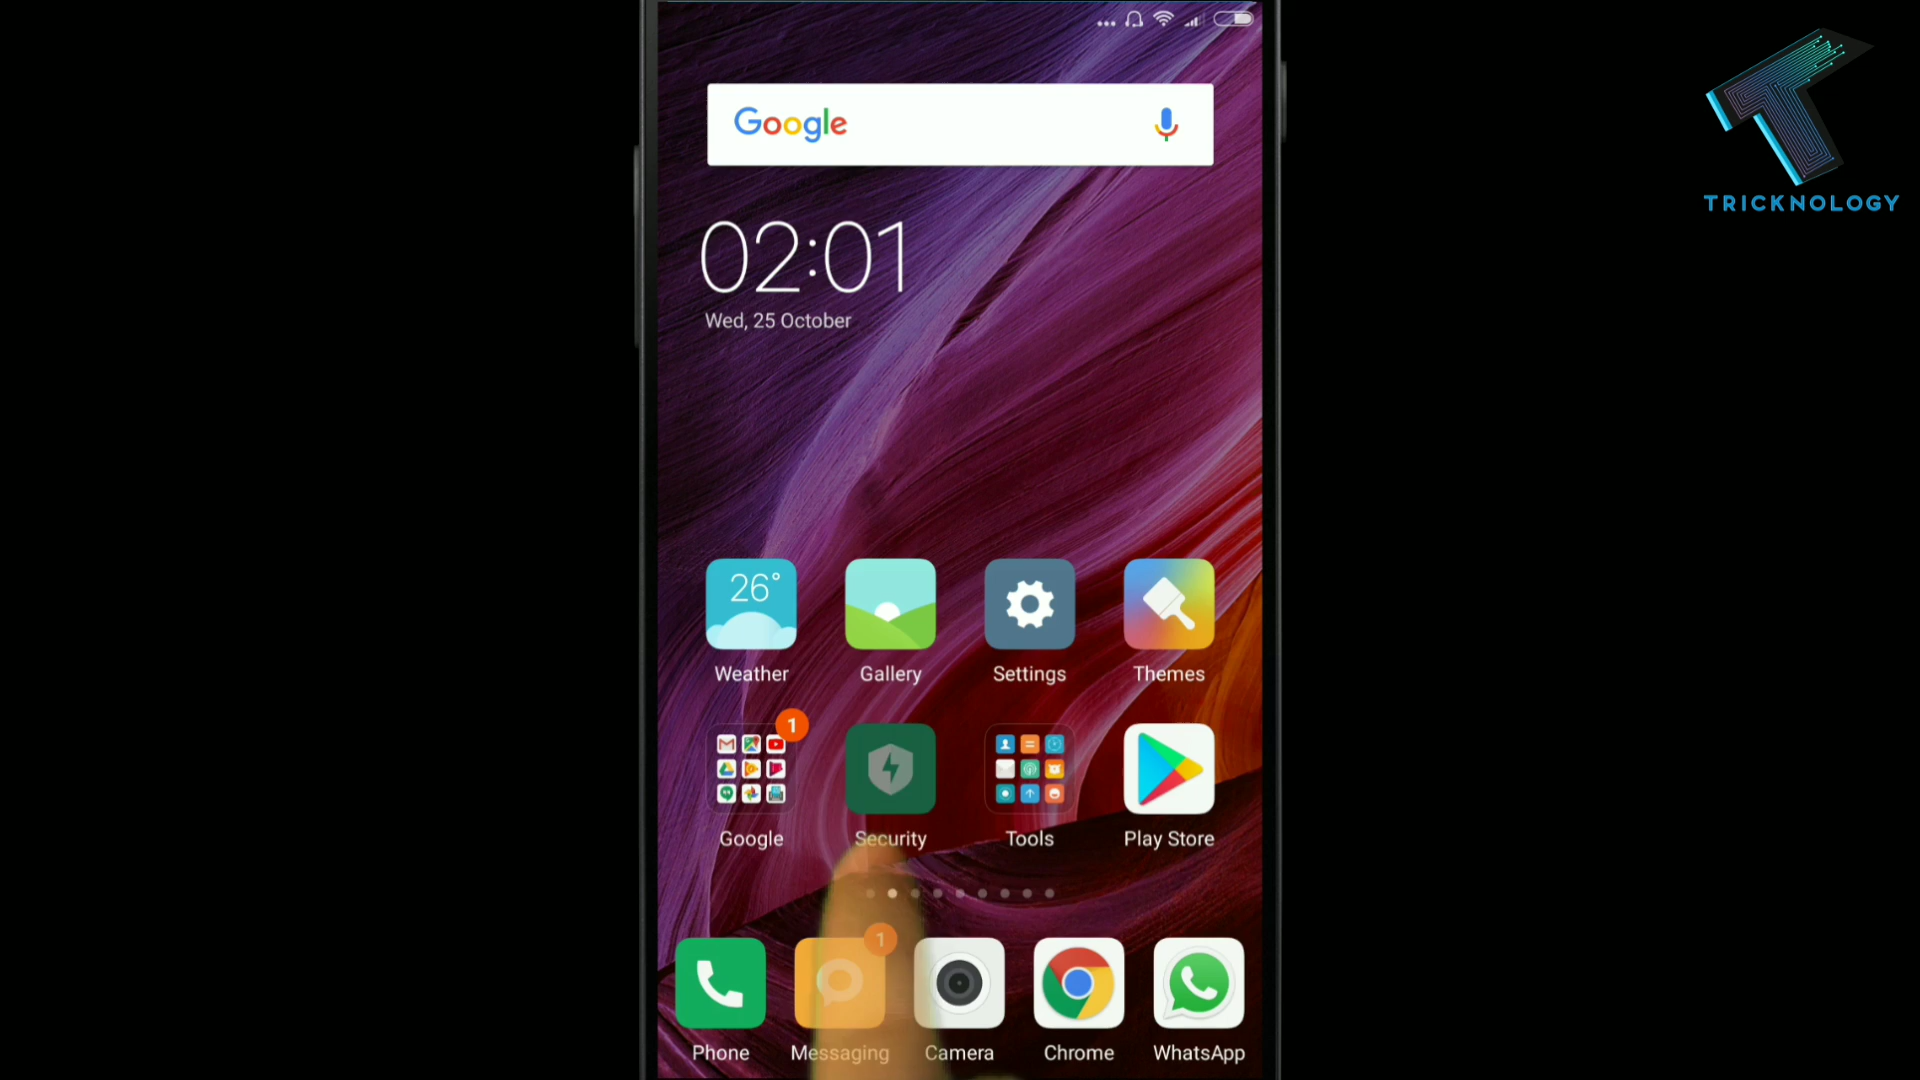 Google
TRICKNOLOGY
02:01
Wed, 25 October
26°
Weather
Gallery
Settings
Themes
1
Google
Security
Tools
Play Store
1
Phone
Messaging
Camera
Chrome
WhatsApp